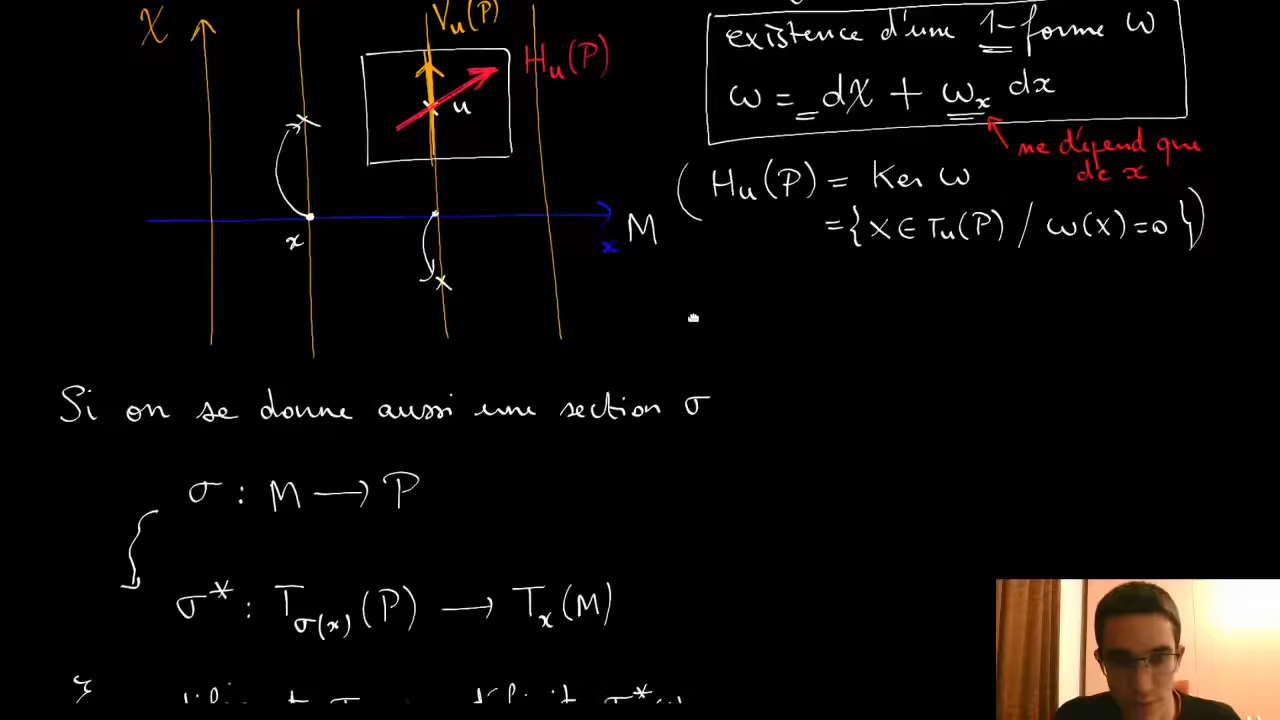 X
V_u(P)
H_u(P)
u
x
x
M
existence d'une 1-forme ω
ω = dX + ω_x dx
ne dépend que
de x
( H_u(P) = Ker ω
= { X ∈ T_u(P) / ω(X) = 0 } )
Si on se donne aussi une section σ
σ : M → P
σ* : T_σ(x)(P) → T_x(M)